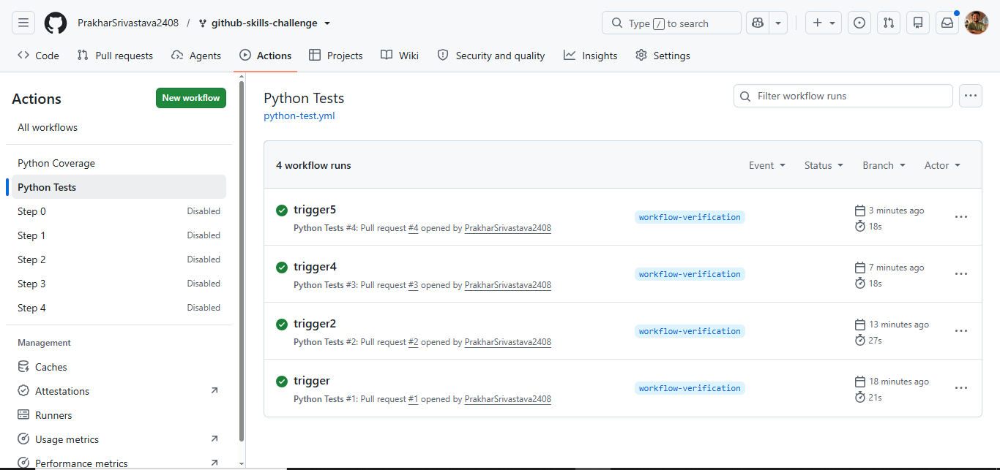 PrakharSrivastava2408 / github-skills-challenge
Type / to search
Code Pull requests Agents Actions Projects Wiki Security and quality Insights Settings
Actions
New workflow
All workflows
Python Coverage
Python Tests
Step 0 Disabled
Step 1 Disabled
Step 2 Disabled
Step 3 Disabled
Step 4 Disabled
Management
Caches
Attestations
Runners
Usage metrics
Performance metrics
Python Tests
python-test.yml
Filter workflow runs
4 workflow runs Event Status Branch Actor
trigger5
Python Tests #4: Pull request #4 opened by PrakharSrivastava2408
workflow-verification
3 minutes ago
18s
trigger4
Python Tests #3: Pull request #3 opened by PrakharSrivastava2408
workflow-verification
7 minutes ago
18s
trigger2
Python Tests #2: Pull request #2 opened by PrakharSrivastava2408
workflow-verification
13 minutes ago
27s
trigger
Python Tests #1: Pull request #1 opened by PrakharSrivastava2408
workflow-verification
18 minutes ago
21s